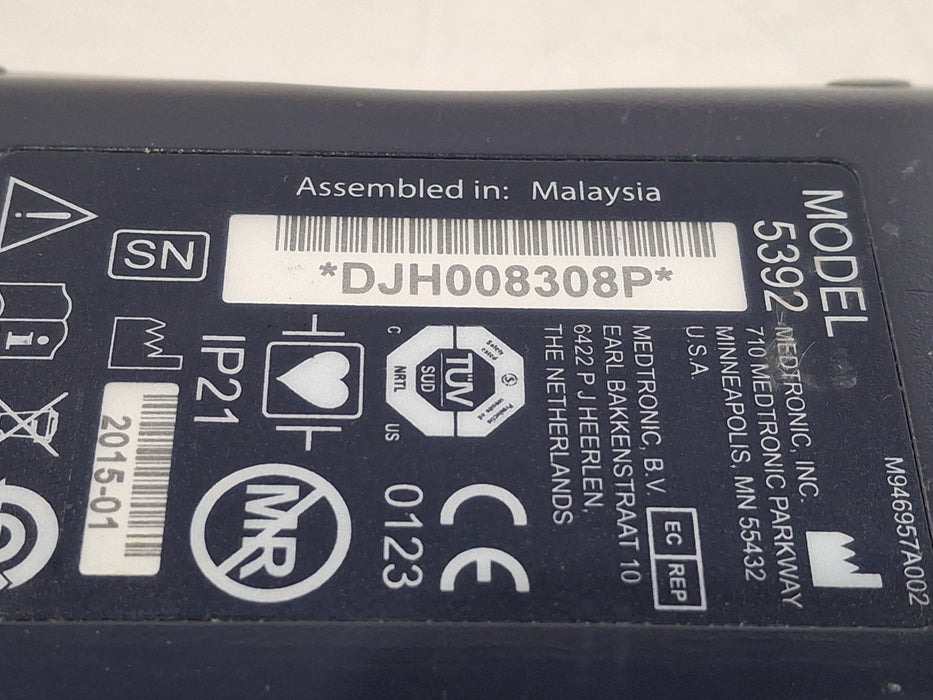 Assembled in: Malaysia
SN
*DJH008308P*
MODEL
5392
MEDTRONIC, INC.
710 MEDTRONIC PARKWAY
MINNEAPOLIS, MN 55432
U.S.A.
EC REP
MEDTRONIC, B.V.
EARL BAKKENSTRAAT 10
6422 P J HEERLEN,
THE NETHERLANDS
M946957A002
TÜV
SÜD
C
NRTL
US
CE
0123
IP21
MR
2015-01